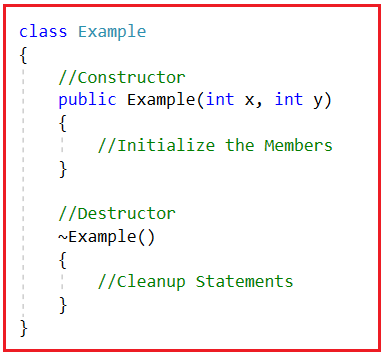 class Example
{
    //Constructor
    public Example(int x, int y)
    {
        //Initialize the Members
    }

    //Destructor
    ~Example()
    {
        //Cleanup Statements
    }
}